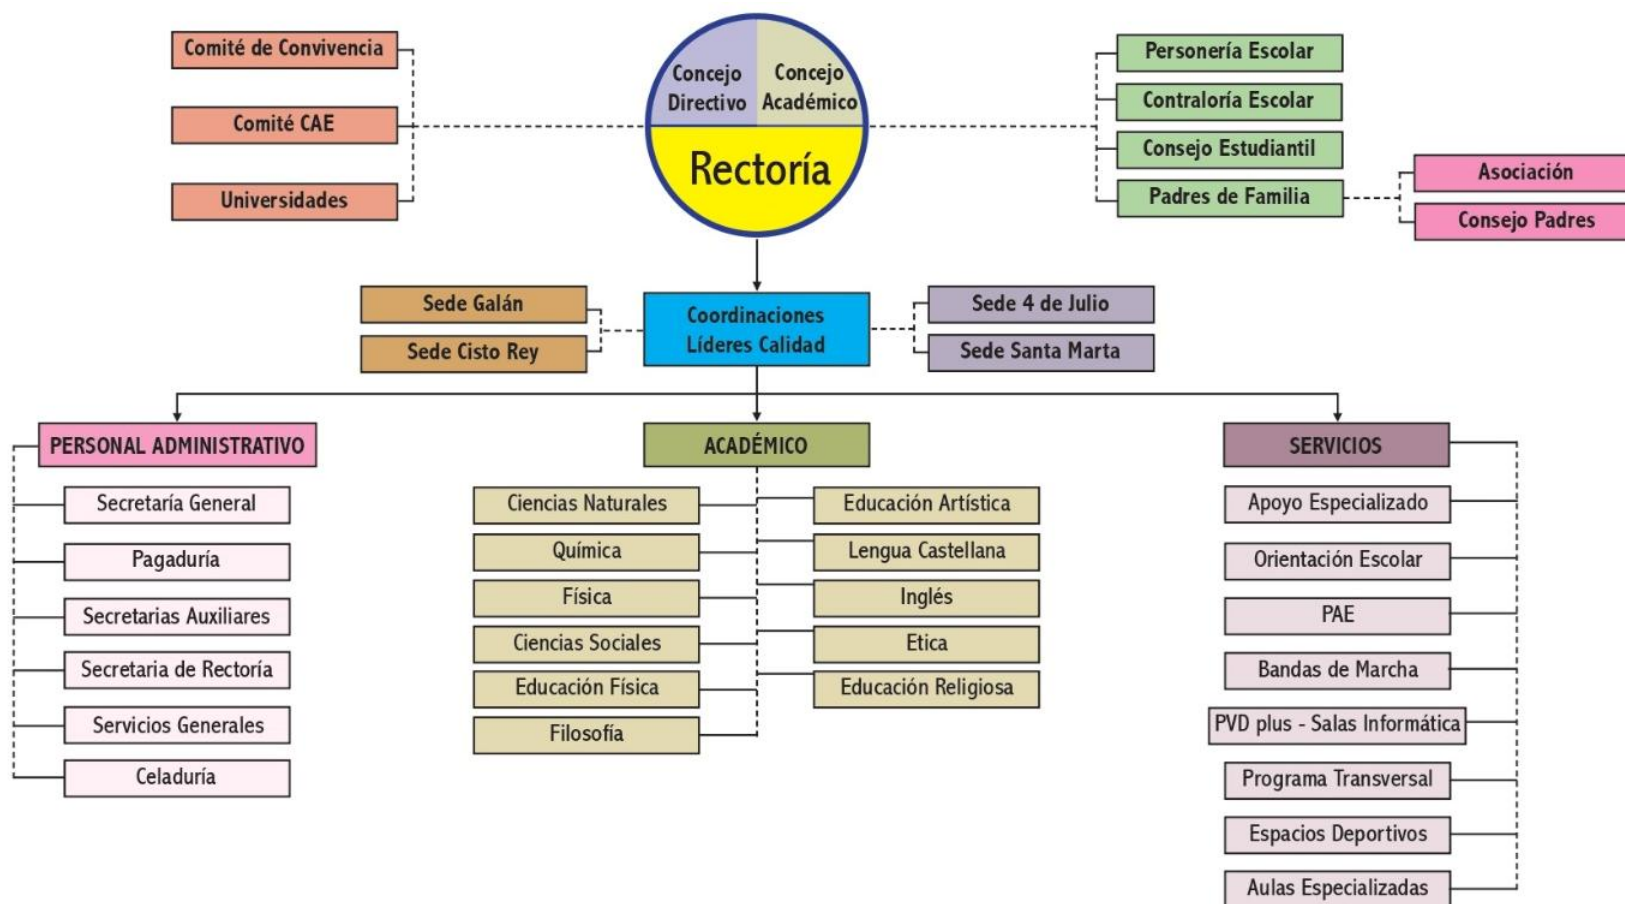 Comité de Convivencia
Comité CAE
Universidades
Concejo
Directivo
Concejo
Académico
Rectoría
Personería Escolar
Contraloría Escolar
Consejo Estudiantil
Padres de Familia
Asociación
Consejo Padres
Sede Galán
Sede Cisto Rey
Coordinaciones
Líderes Calidad
Sede 4 de Julio
Sede Santa Marta
PERSONAL ADMINISTRATIVO
Secretaría General
Pagaduría
Secretarias Auxiliares
Secretaria de Rectoría
Servicios Generales
Celaduría
ACADÉMICO
Ciencias Naturales
Química
Física
Ciencias Sociales
Educación Física
Filosofía
Educación Artística
Lengua Castellana
Inglés
Etica
Educación Religiosa
SERVICIOS
Apoyo Especializado
Orientación Escolar
PAE
Bandas de Marcha
PVD plus - Salas Informática
Programa Transversal
Espacios Deportivos
Aulas Especializadas